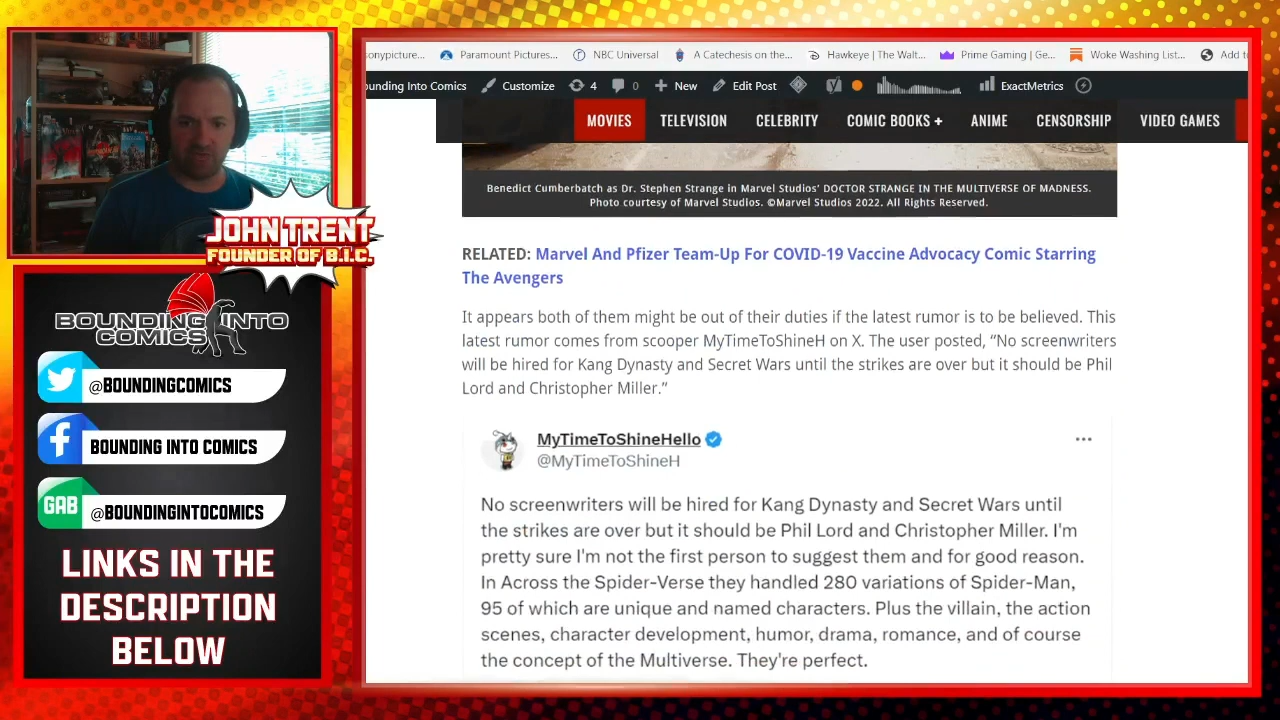 sonypicture...
Paramount Pictures...
NBC Universal
A Catechesis on the...
Hawkeye | The Walt...
Prime Gaming | Ge...
Woke Washing List...
Add t
ounding Into Comics
Customize
4
0
New
Edit Post
ExactMetrics
MOVIES
TELEVISION
CELEBRITY
COMIC BOOKS +
ANIME
CENSORSHIP
VIDEO GAMES
Benedict Cumberbatch as Dr. Stephen Strange in Marvel Studios' DOCTOR STRANGE IN THE MULTIVERSE OF MADNESS.
Photo courtesy of Marvel Studios. ©Marvel Studios 2022. All Rights Reserved.
JOHN TRENT
FOUNDER OF B.I.C.
RELATED: Marvel And Pfizer Team-Up For COVID-19 Vaccine Advocacy Comic Starring
The Avengers
It appears both of them might be out of their duties if the latest rumor is to be believed. This
latest rumor comes from scooper MyTimeToShineH on X. The user posted, “No screenwriters
will be hired for Kang Dynasty and Secret Wars until the strikes are over but it should be Phil
Lord and Christopher Miller.”
MyTimeToShineHello
@MyTimeToShineH
No screenwriters will be hired for Kang Dynasty and Secret Wars until
the strikes are over but it should be Phil Lord and Christopher Miller. I'm
pretty sure I'm not the first person to suggest them and for good reason.
In Across the Spider-Verse they handled 280 variations of Spider-Man,
95 of which are unique and named characters. Plus the villain, the action
scenes, character development, humor, drama, romance, and of course
the concept of the Multiverse. They're perfect.
BOUNDING INTO
COMICS
@BOUNDINGCOMICS
BOUNDING INTO COMICS
GAB
@BOUNDINGINTOCOMICS
LINKS IN THE
DESCRIPTION
BELOW